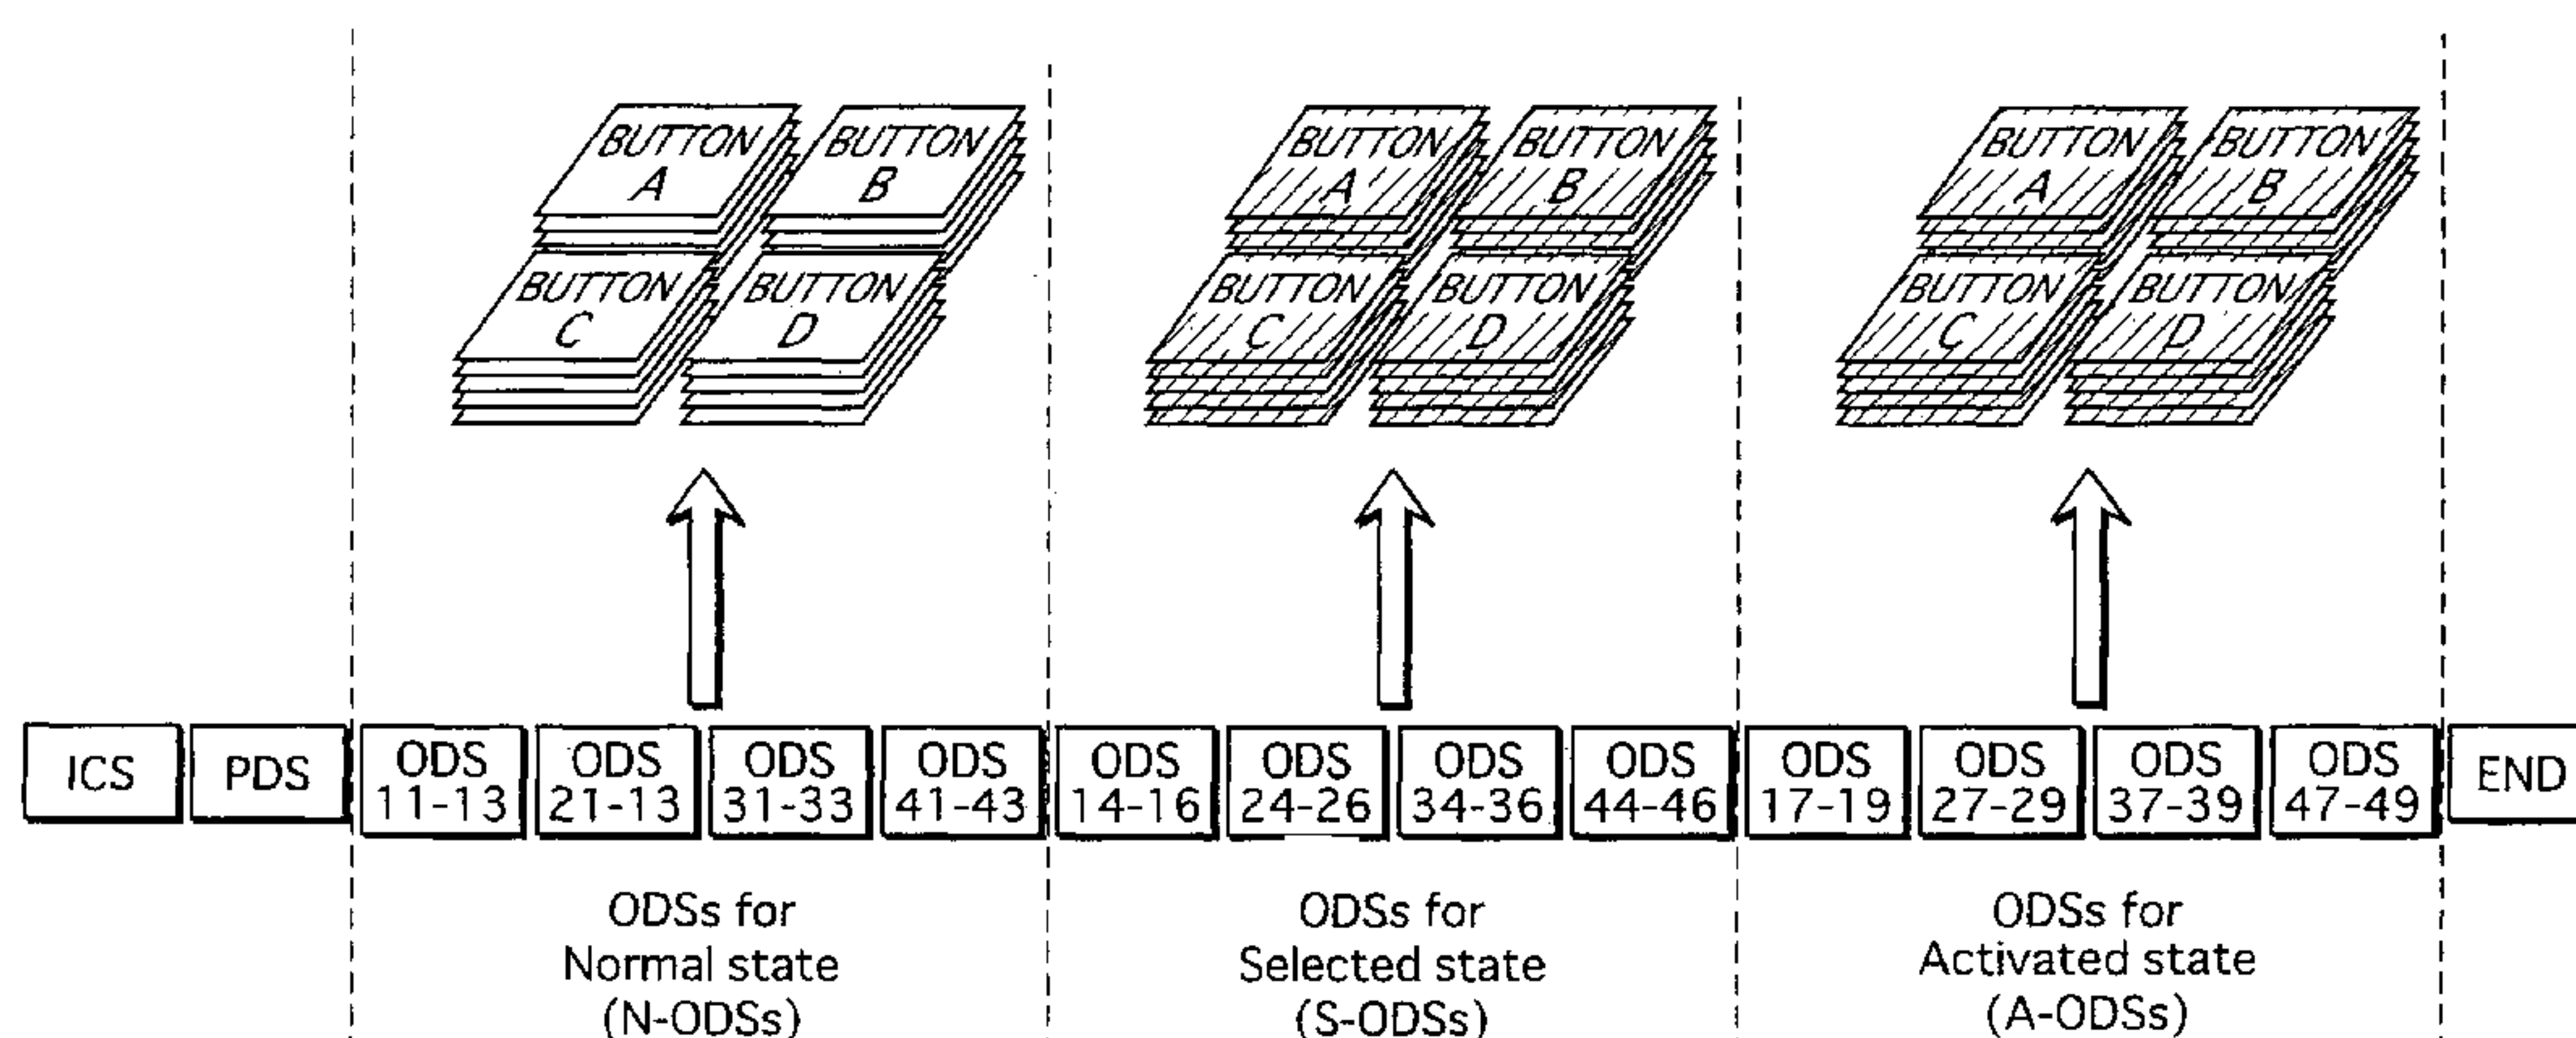 BUTTON A
BUTTON B
BUTTON C
BUTTON D
BUTTON A
BUTTON B
BUTTON C
BUTTON D
BUTTON A
BUTTON B
BUTTON C
BUTTON D
ICS
PDS
ODS 11-13
ODS 21-13
ODS 31-33
ODS 41-43
ODS 14-16
ODS 24-26
ODS 34-36
ODS 44-46
ODS 17-19
ODS 27-29
ODS 37-39
ODS 47-49
END
ODSs for
Normal state
(N-ODSs)
ODSs for
Selected state
(S-ODSs)
ODSs for
Activated state
(A-ODSs)